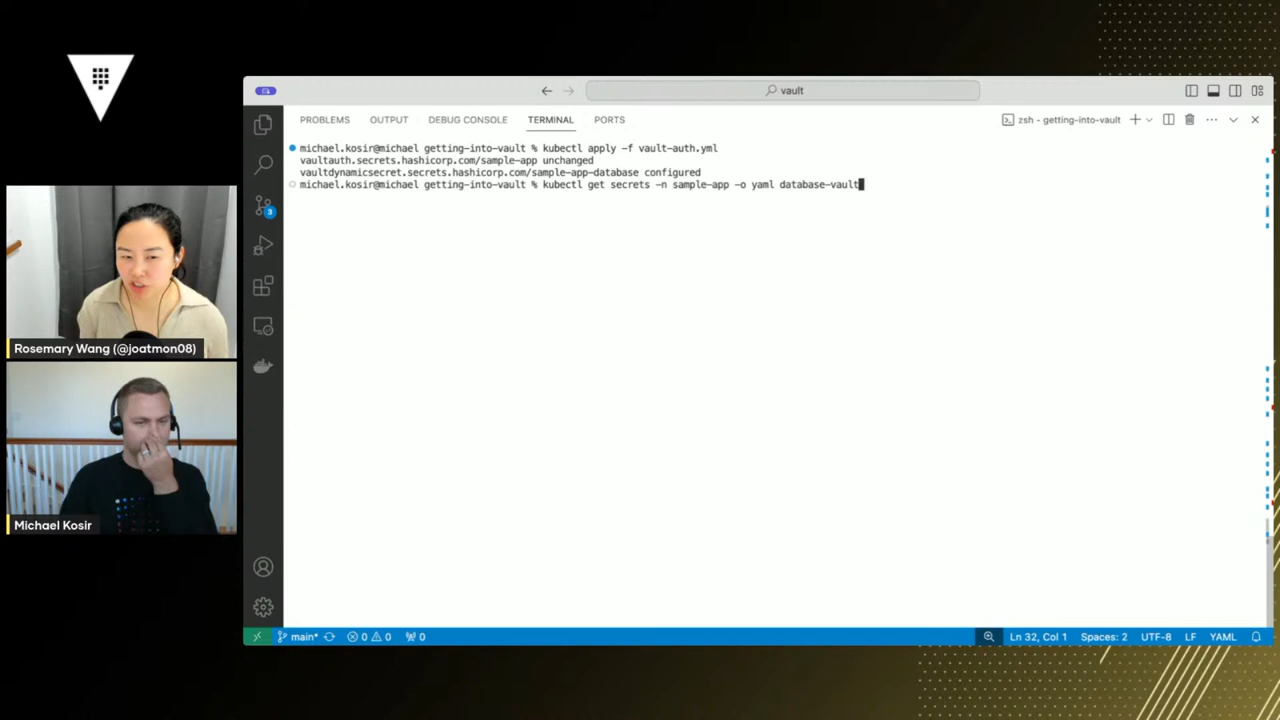 vault
PROBLEMS OUTPUT DEBUG CONSOLE TERMINAL PORTS
zsh - getting-into-vault
michael.kosir@michael getting-into-vault % kubectl apply -f vault-auth.yml
vaultauth.secrets.hashicorp.com/sample-app unchanged
vaultdynamicsecret.secrets.hashicorp.com/sample-app-database configured
michael.kosir@michael getting-into-vault % kubectl get secrets -n sample-app -o yaml database-vault
3
Rosemary Wang (@joatmon08)
Michael Kosir
main* 0 0 0 Ln 32, Col 1 Spaces: 2 UTF-8 LF YAML